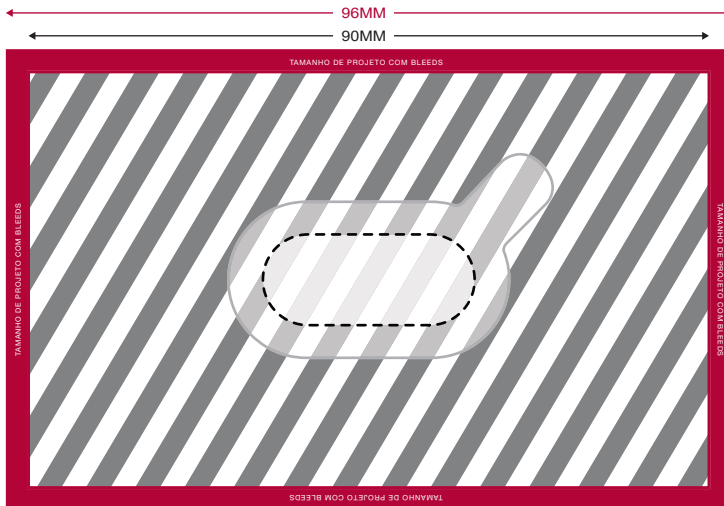 96MM
90MM
TAMANHO DE PROJETO COM BLEEDS
TAMANHO DE PROJETO COM BLEEDS
TAMANHO DE PROJETO COM BLEEDS
TAMANHO DE PROJETO COM BLEEDS